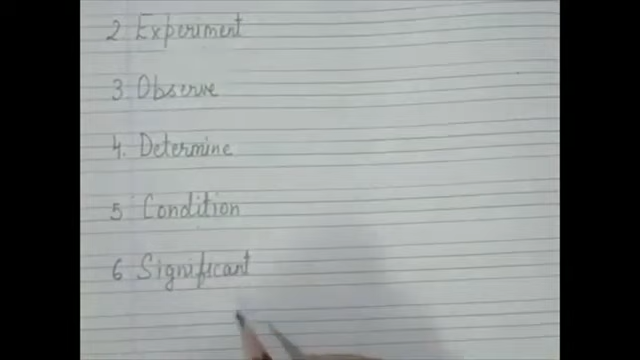 2 Experiment
3 Observe
4. Determine
5 Condition
6 Significant